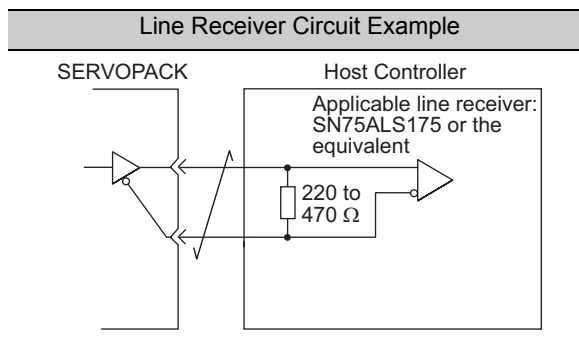 Line Receiver Circuit Example
SERVOPACK
Host Controller
Applicable line receiver:
SN75ALS175 or the
equivalent
220 to
470 Ω